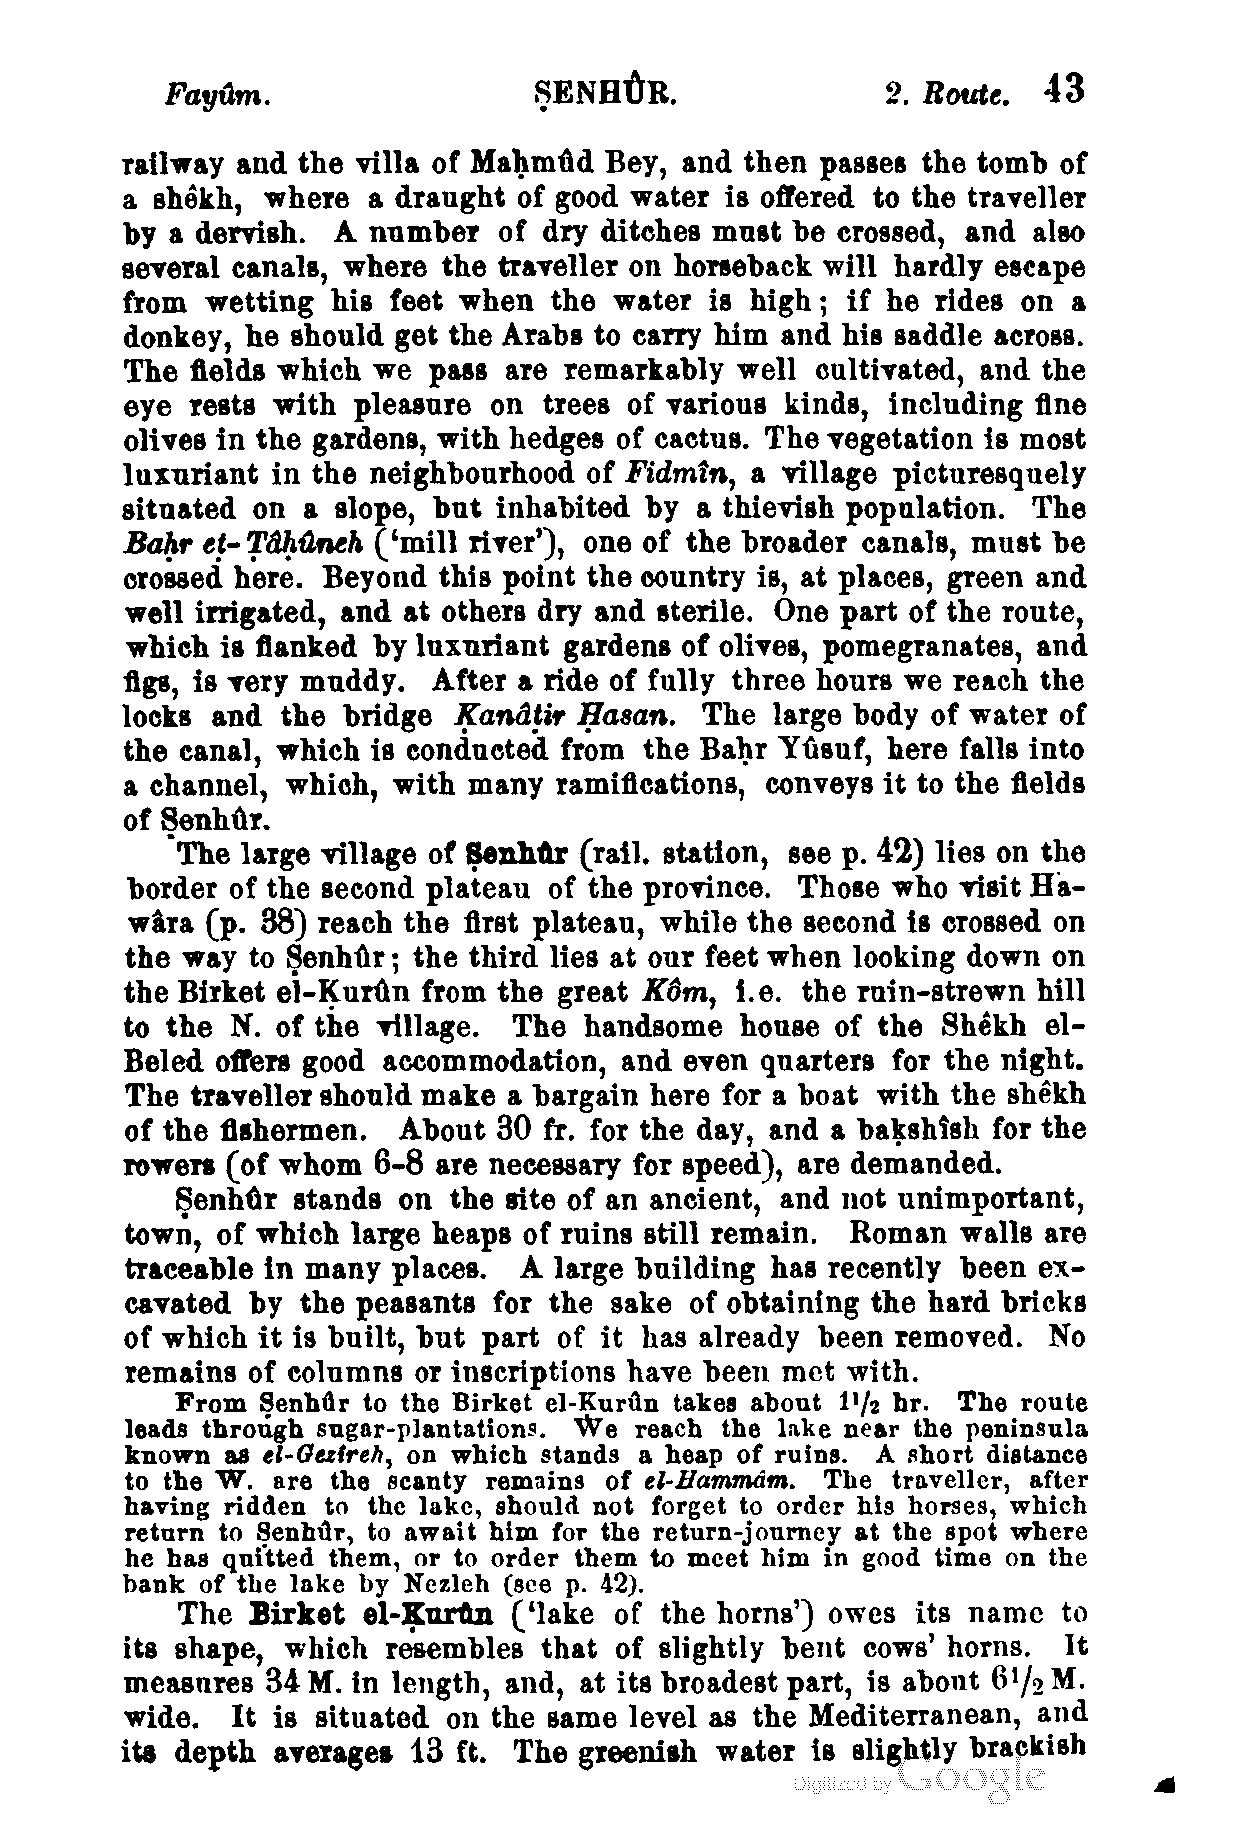 Fayûm. ṢENHÛR. 2. Route. 43
railway and the villa of Maḥmûd Bey, and then passes the tomb of
a shêkh, where a draught of good water is offered to the traveller
by a dervish. A number of dry ditches must be crossed, and also
several canals, where the traveller on horseback will hardly escape
from wetting his feet when the water is high; if he rides on a
donkey, he should get the Arabs to carry him and his saddle across.
The fields which we pass are remarkably well cultivated, and the
eye rests with pleasure on trees of various kinds, including fine
olives in the gardens, with hedges of cactus. The vegetation is most
luxuriant in the neighbourhood of Fidmîn, a village picturesquely
situated on a slope, but inhabited by a thievish population. The
Baḥr eṭ-Ṭâḥûneh (‘mill river’), one of the broader canals, must be
crossed here. Beyond this point the country is, at places, green and
well irrigated, and at others dry and sterile. One part of the route,
which is flanked by luxuriant gardens of olives, pomegranates, and
figs, is very muddy. After a ride of fully three hours we reach the
locks and the bridge Ḳanâṭir Ḥasan. The large body of water of
the canal, which is conducted from the Baḥr Yûsuf, here falls into
a channel, which, with many ramifications, conveys it to the fields
of Ṣenhûr.
The large village of Ṣenhûr (rail. station, see p. 42) lies on the
border of the second plateau of the province. Those who visit Ha-
wâra (p. 38) reach the first plateau, while the second is crossed on
the way to Ṣenhûr; the third lies at our feet when looking down on
the Birket el-Ḳurûn from the great Kôm, i.e. the ruin-strewn hill
to the N. of the village. The handsome house of the Shêkh el-
Beled offers good accommodation, and even quarters for the night.
The traveller should make a bargain here for a boat with the shêkh
of the fishermen. About 30 fr. for the day, and a baḳshîsh for the
rowers (of whom 6-8 are necessary for speed), are demanded.
Ṣenhûr stands on the site of an ancient, and not unimportant,
town, of which large heaps of ruins still remain. Roman walls are
traceable in many places. A large building has recently been ex-
cavated by the peasants for the sake of obtaining the hard bricks
of which it is built, but part of it has already been removed. No
remains of columns or inscriptions have been met with.
From Ṣenhûr to the Birket el-Ḳurûn takes about 1½ hr. The route
leads through sugar-plantations. We reach the lake near the peninsula
known as el-Gezîreh, on which stands a heap of ruins. A short distance
to the W. are the scanty remains of el-Hammâm. The traveller, after
having ridden to the lake, should not forget to order his horses, which
return to Ṣenhûr, to await him for the return-journey at the spot where
he has quitted them, or to order them to meet him in good time on the
bank of the lake by Nezleh (see p. 42).
The Birket el-Ḳurûn (‘lake of the horns’) owes its name to
its shape, which resembles that of slightly bent cows’ horns. It
measures 34 M. in length, and, at its broadest part, is about 6½ M.
wide. It is situated on the same level as the Mediterranean, and
its depth averages 13 ft. The greenish water is slightly brackish
Digitized by Google